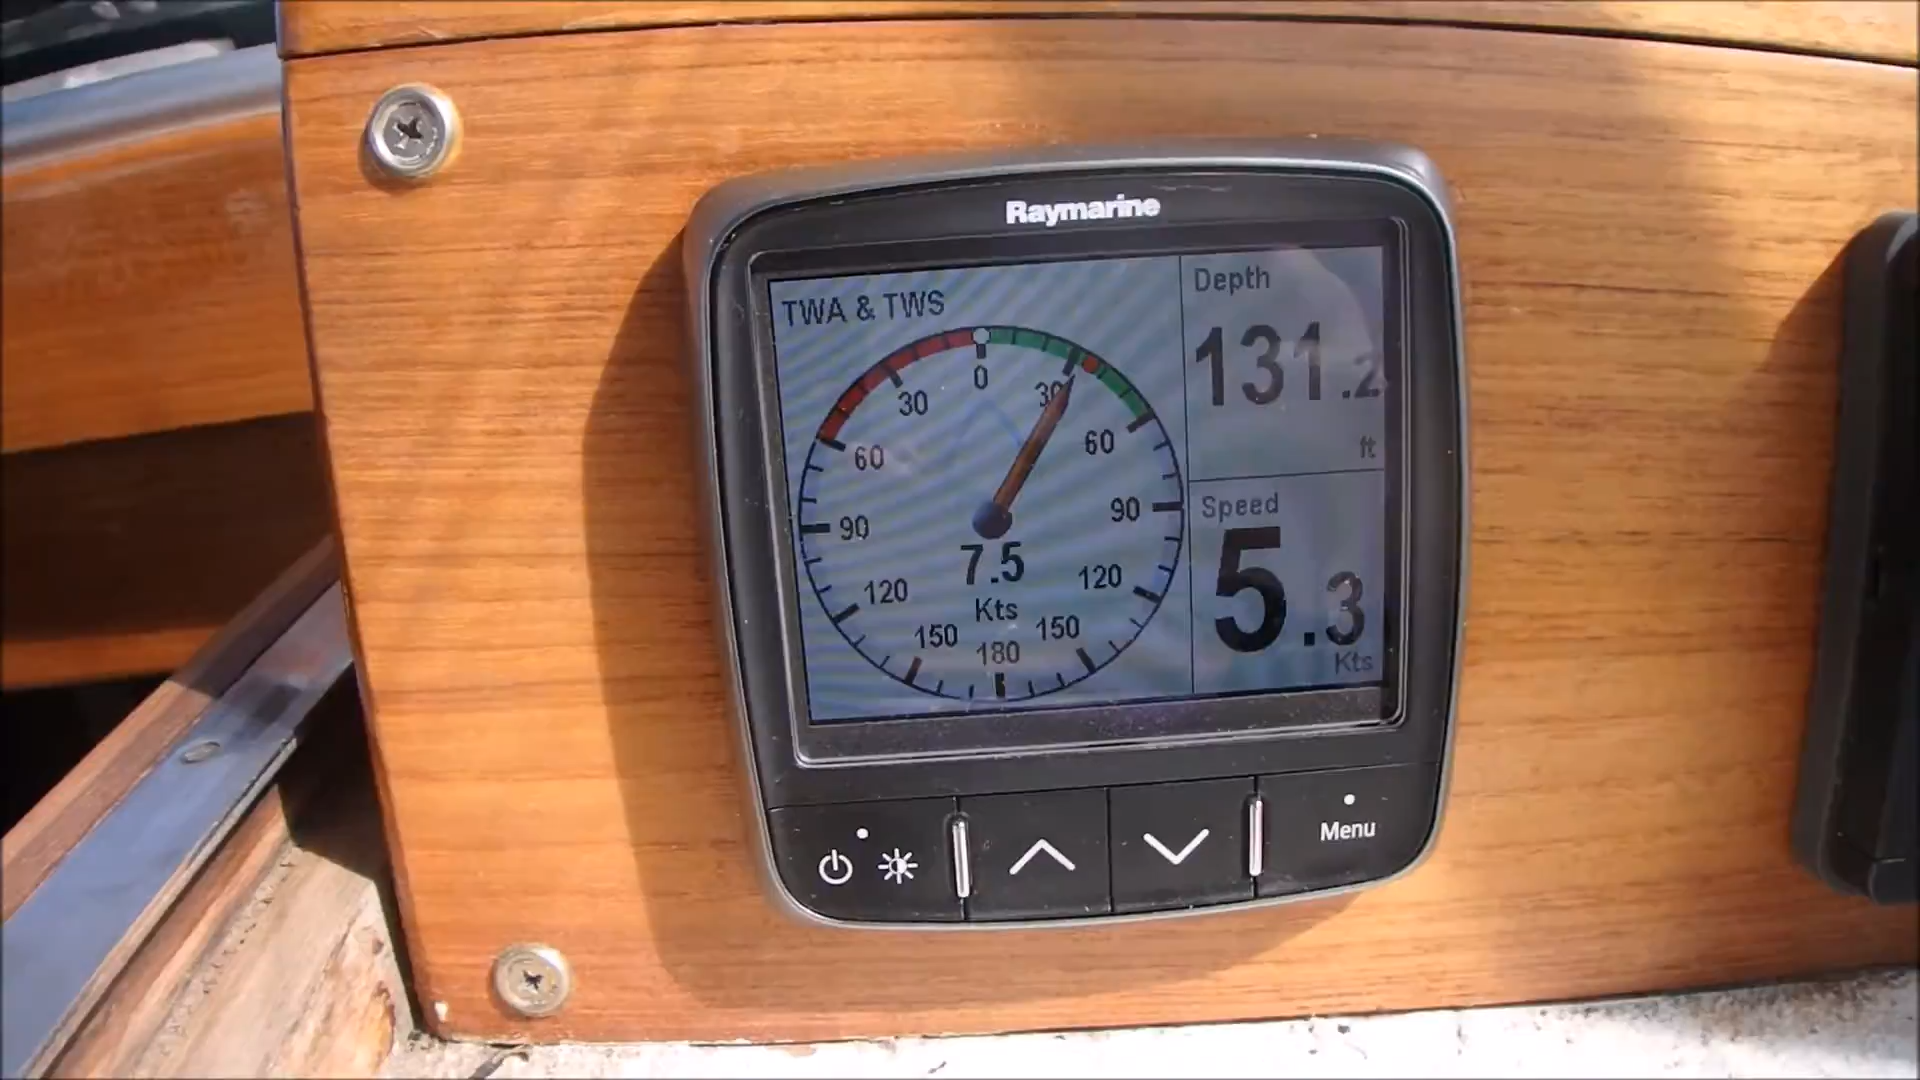 Raymarine
TWA & TWS
Depth
131.2
ft
0
30
30
60
60
90
90
120
120
150
150
180
7.5
Kts
Speed
5.3
Kts
Menu